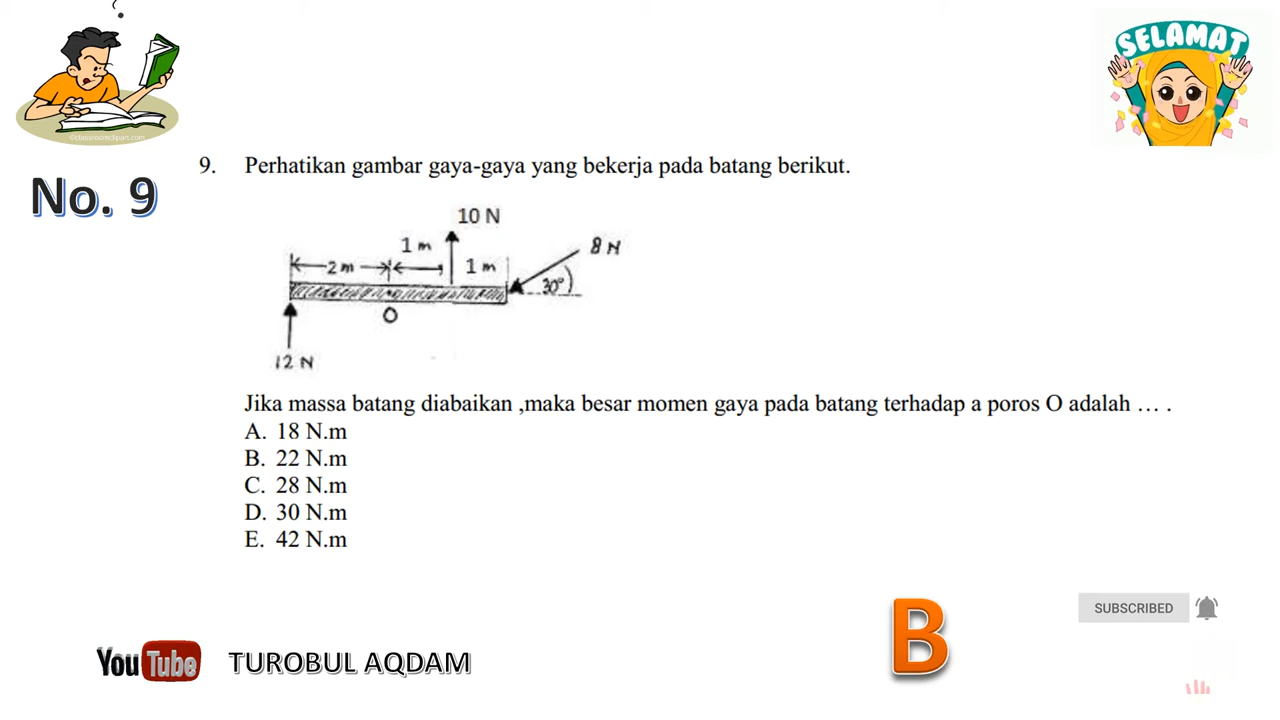 SELAMAT
No. 9
9. Perhatikan gambar gaya-gaya yang bekerja pada batang berikut.
10 N
1 m
8 N
2 m
1 m
30°
O
12 N
Jika massa batang diabaikan ,maka besar momen gaya pada batang terhadap a poros O adalah … .
A. 18 N.m
B. 22 N.m
C. 28 N.m
D. 30 N.m
E. 42 N.m
B
SUBSCRIBED
YouTube TUROBUL AQDAM